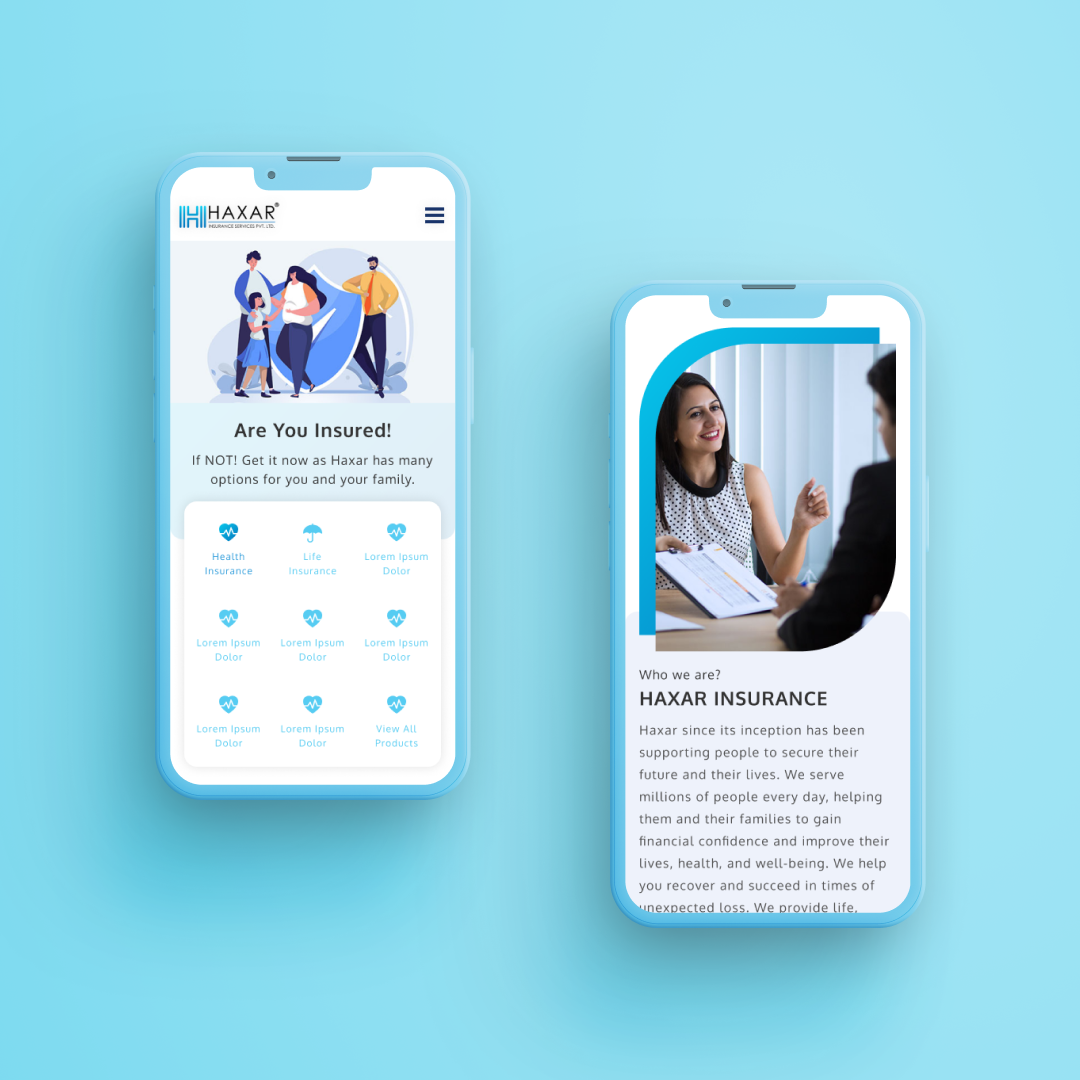 HAXAR®
INSURANCE SERVICES PVT. LTD.
Are You Insured!
If NOT! Get it now as Haxar has many
options for you and your family.
Health
Insurance
Life
Insurance
Lorem Ipsum
Dolor
Lorem Ipsum
Dolor
Lorem Ipsum
Dolor
Lorem Ipsum
Dolor
Lorem Ipsum
Dolor
Lorem Ipsum
Dolor
View All
Products
Who we are?
HAXAR INSURANCE
Haxar since its inception has been
supporting people to secure their
future and their lives. We serve
millions of people every day, helping
them and their families to gain
financial confidence and improve their
lives, health, and well-being. We help
you recover and succeed in times of
unexpected loss. We provide life,